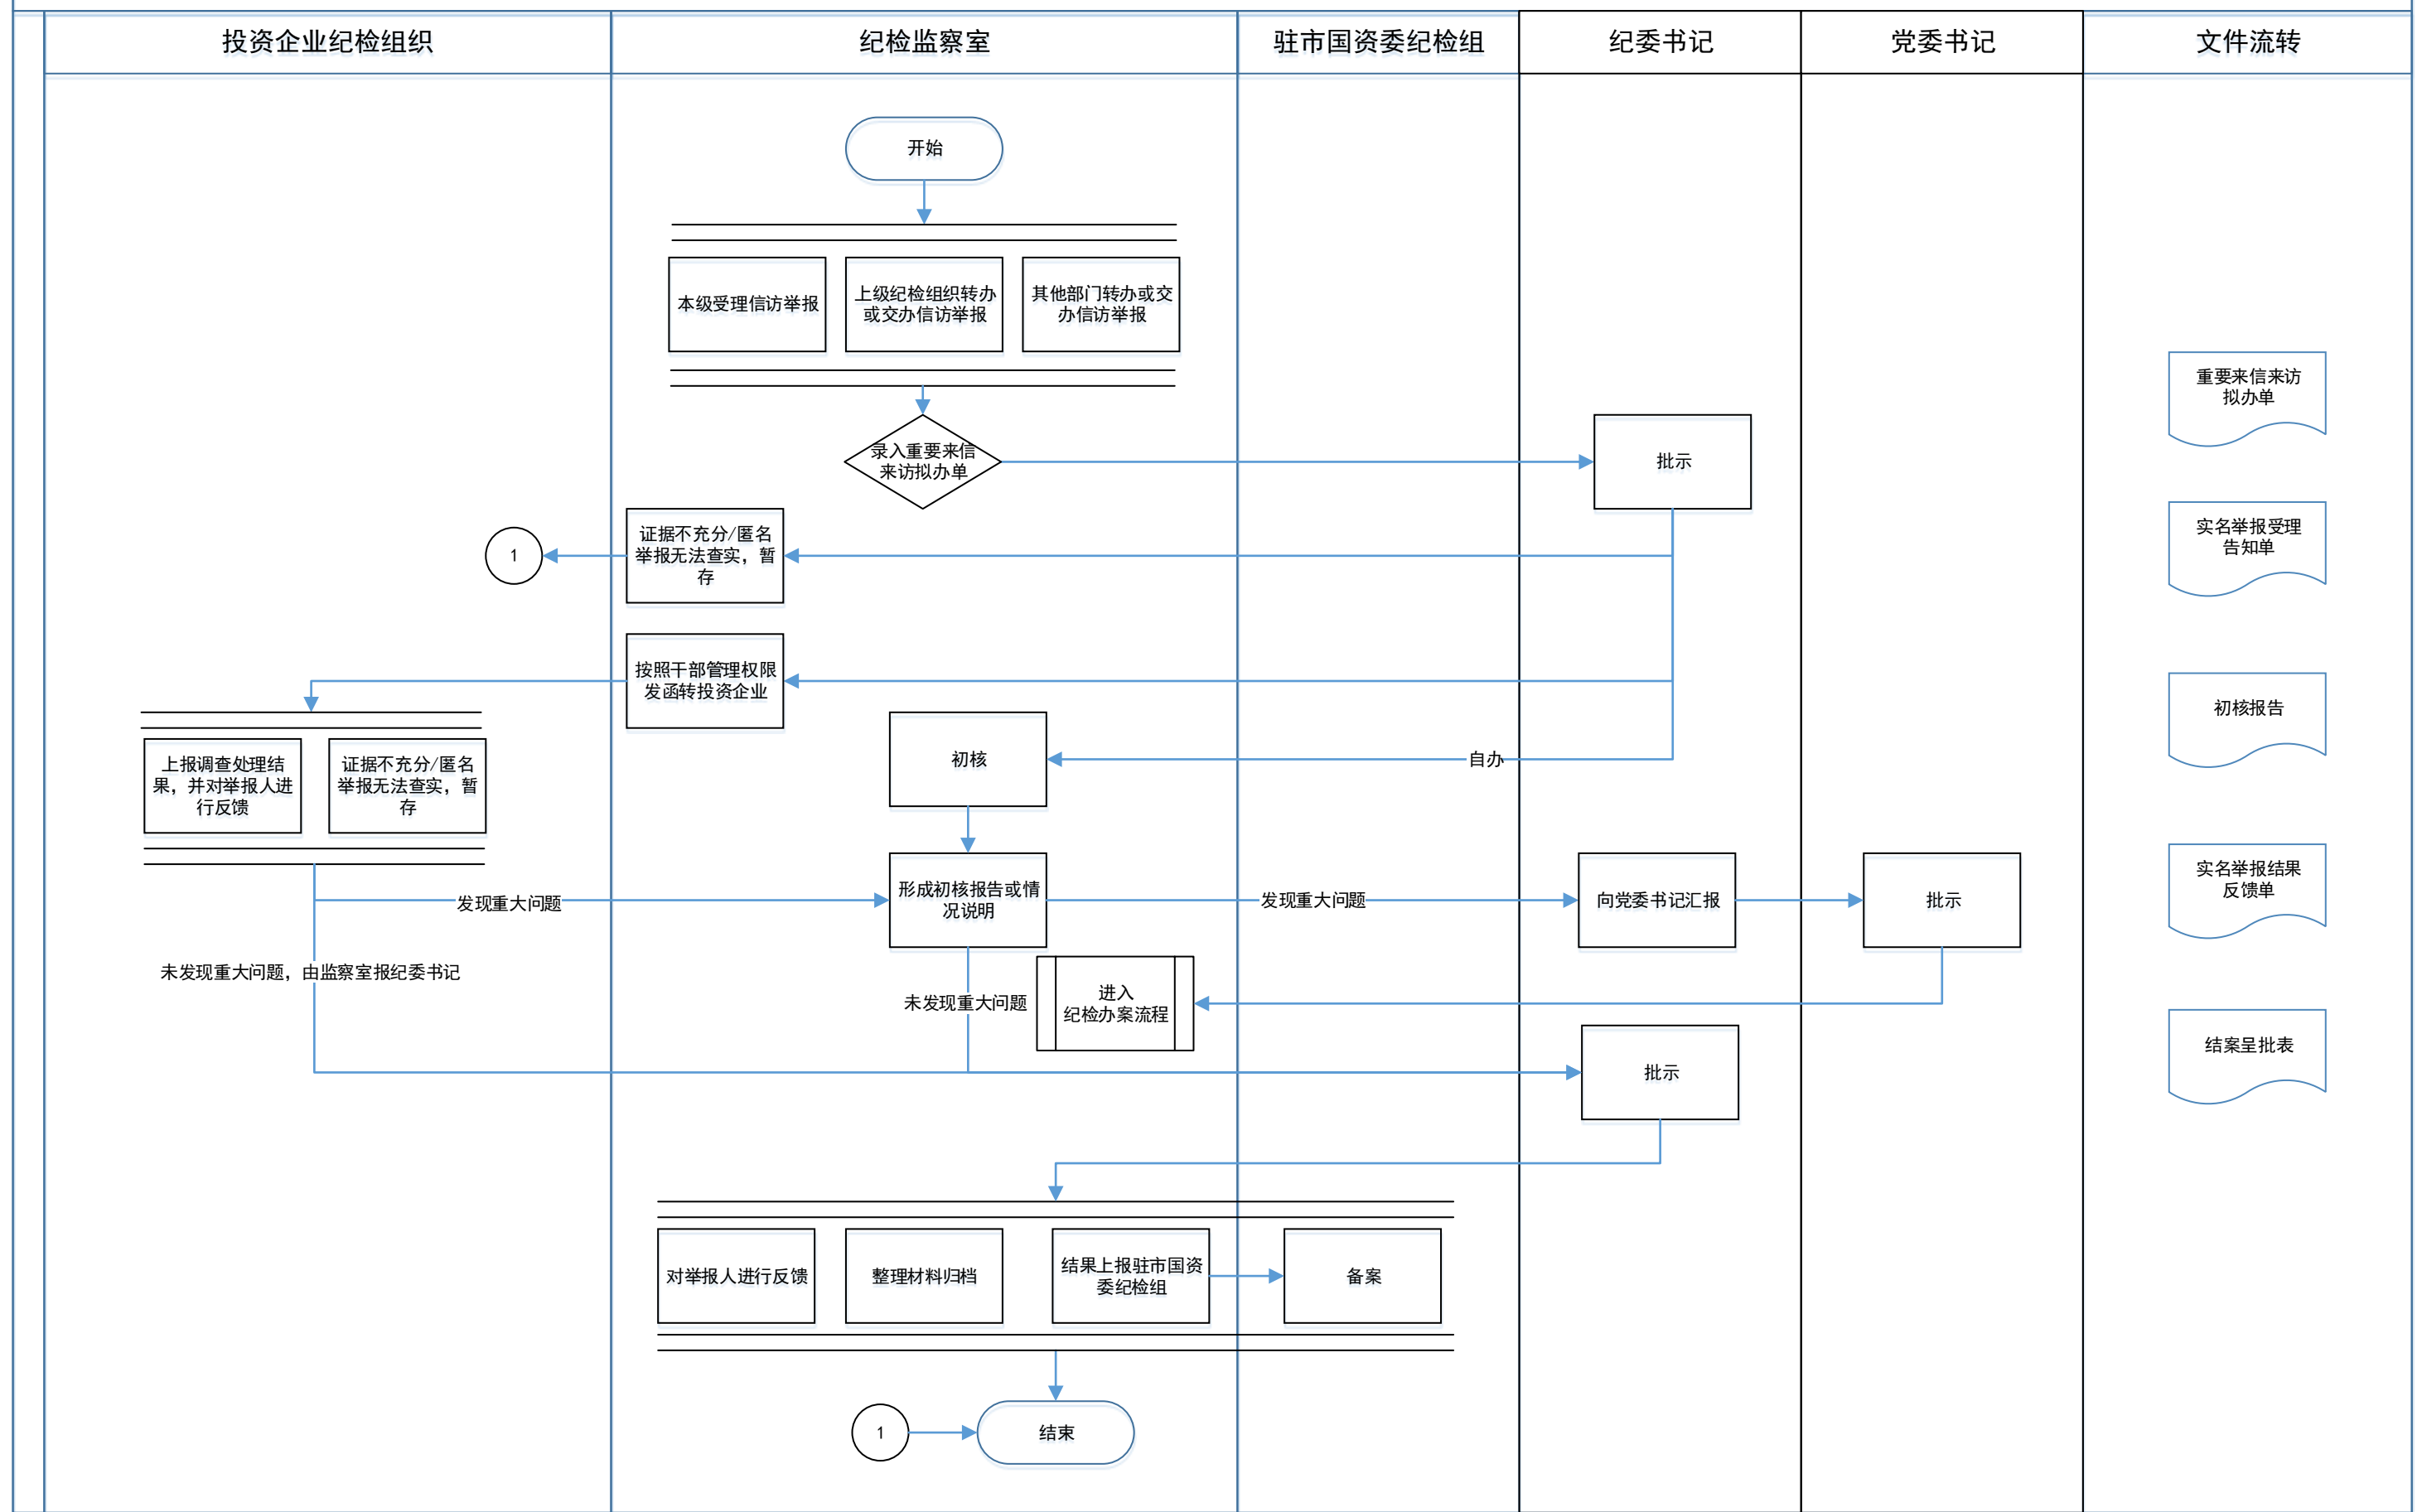 投资企业纪检组织
纪检监察室
驻市国资委纪检组
纪委书记
党委书记
文件流转
开始
本级受理信访举报
上级纪检组织转办
或交办信访举报
其他部门转办或交
办信访举报
重要来信来访
拟办单
录入重要来信
来访拟办单
批示
实名举报受理
告知单
1
证据不充分/匿名
举报无法查实，暂
存
按照干部管理权限
发函转投资企业
初核报告
上报调查处理结
果，并对举报人进
行反馈
证据不充分/匿名
举报无法查实，暂
存
初核
自办
实名举报结果
反馈单
发现重大问题
形成初核报告或情
况说明
发现重大问题
向党委书记汇报
批示
未发现重大问题，由监察室报纪委书记
未发现重大问题
进入
纪检办案流程
结案呈批表
批示
对举报人进行反馈
整理材料归档
结果上报驻市国资
委纪检组
备案
1
结束